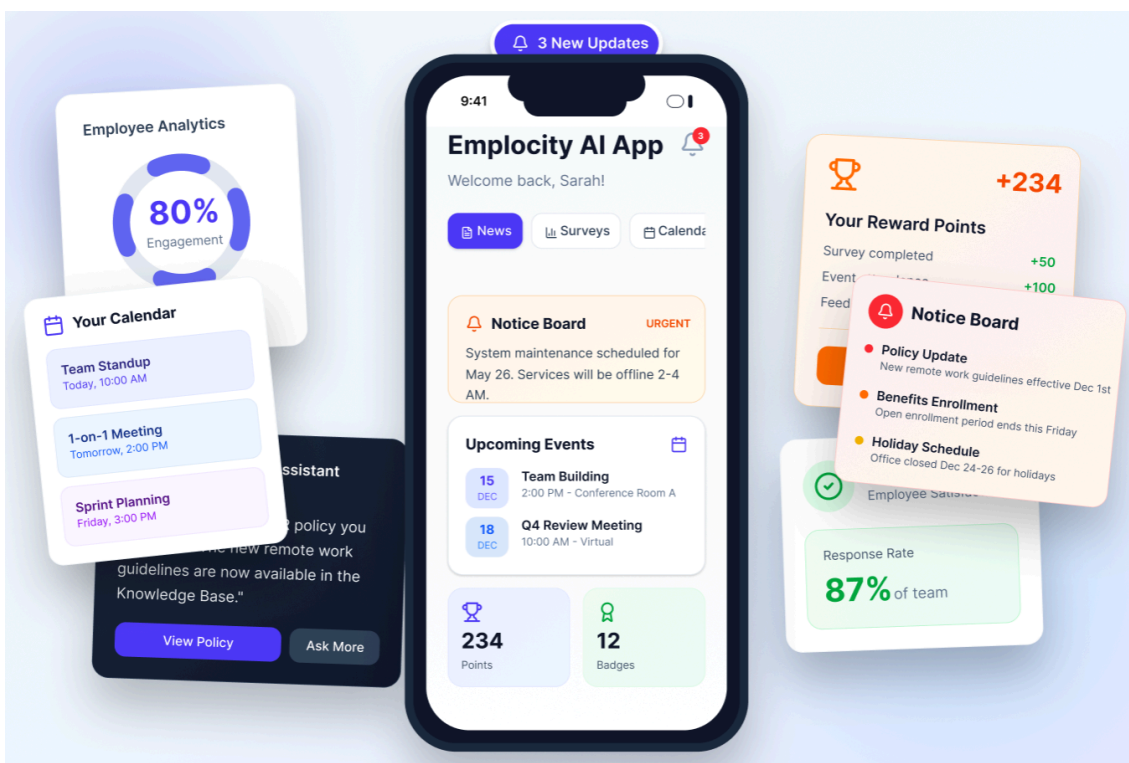 3 New Updates
Employee Analytics
80%
Engagement
Your Calendar
Team Standup
Today, 10:00 AM
1-on-1 Meeting
Tomorrow, 2:00 PM
Sprint Planning
Friday, 3:00 PM
policy you
new remote work
guidelines are now available in the
Knowledge Base."
View Policy
Ask More
9:41
Emplocity AI App
3
Welcome back, Sarah!
News
Surveys
Notice Board
URGENT
System maintenance scheduled for
May 26. Services will be offline 2-4
AM.
Upcoming Events
15
DEC
Team Building
2:00 PM - Conference Room A
18
DEC
Q4 Review Meeting
10:00 AM - Virtual
234
Points
12
Badges
+234
Your Reward Points
Survey completed
+50
Event
+100
Notice Board
Policy Update
New remote work guidelines effective Dec 1st
Benefits Enrollment
Open enrollment period ends this Friday
Holiday Schedule
Office closed Dec 24-26 for holidays
Employee
Response Rate
87% of team